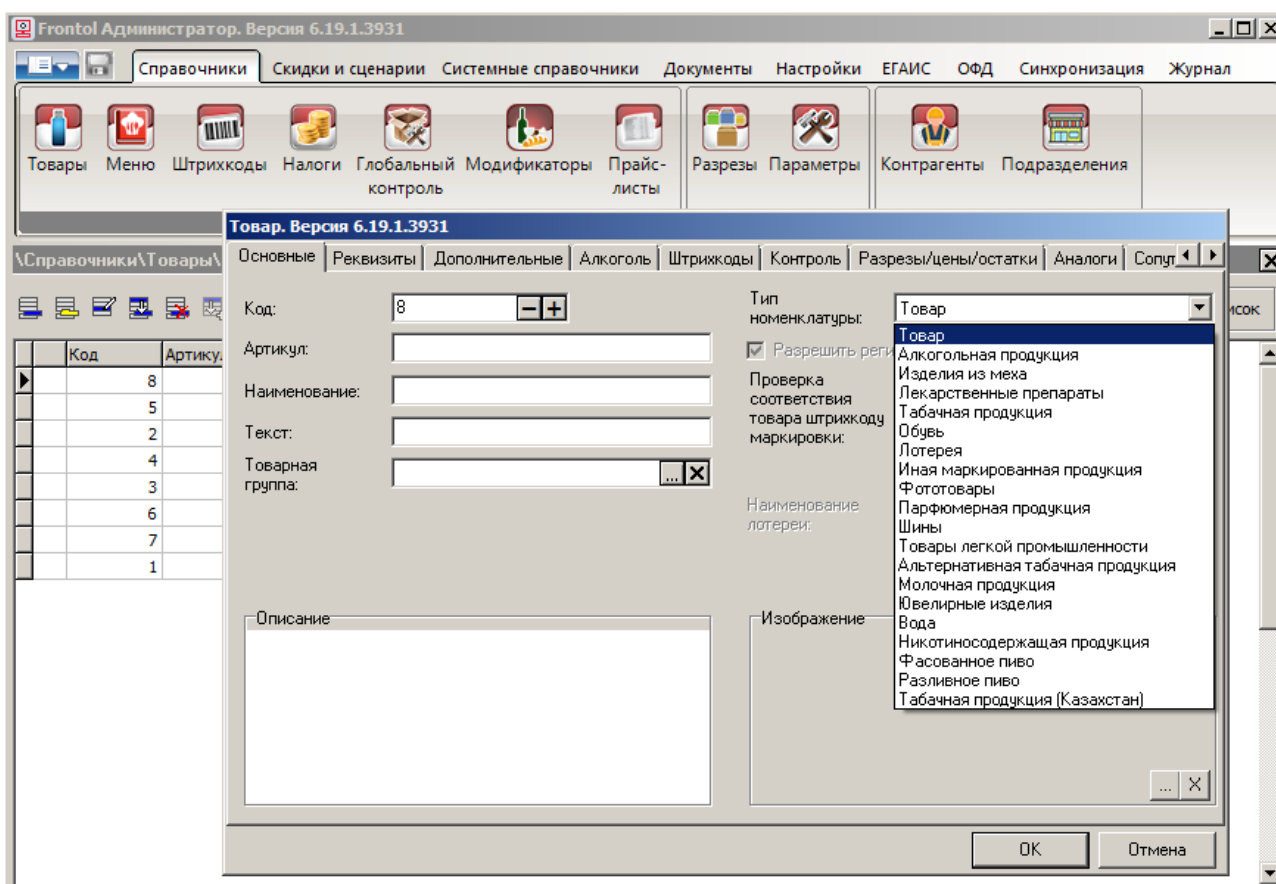 Frontol Администратор. Версия 6.19.1.3931
Справочники Скидки и сценарии Системные справочники Документы Настройки ЕГАИС ОФД Синхронизация Журнал
Товары Меню Штрихкоды Налоги Глобальный контроль Модификаторы Прайс-листы Разрезы Параметры Контрагенты Подразделения
Товар. Версия 6.19.1.3931
\Справочники\Товары\
Основные Реквизиты Дополнительные Алкоголь Штрихкоды Контроль Разрезы/цены/остатки Аналоги
Код: 8
Артикул:
Наименование:
Текст:
Товарная
группа:
...
Тип
номенклатуры:
Товар
Разрешить
Проверка
соответствия
товара штрихкоду
маркировки:
Наименование
лотереи:
Товар
Алкогольная продукция
Изделия из меха
Лекарственные препараты
Табачная продукция
Обувь
Лотерея
Иная маркированная продукция
Фототовары
Парфюмерная продукция
Шины
Товары легкой промышленности
Альтернативная табачная продукция
Молочная продукция
Ювелирные изделия
Вода
Никотиносодержащая продукция
Фасованное пиво
Разливное пиво
Табачная продукция (Казахстан)
Код
8
5
2
4
3
6
7
1
Описание
Изображение
... X
OK Отмена